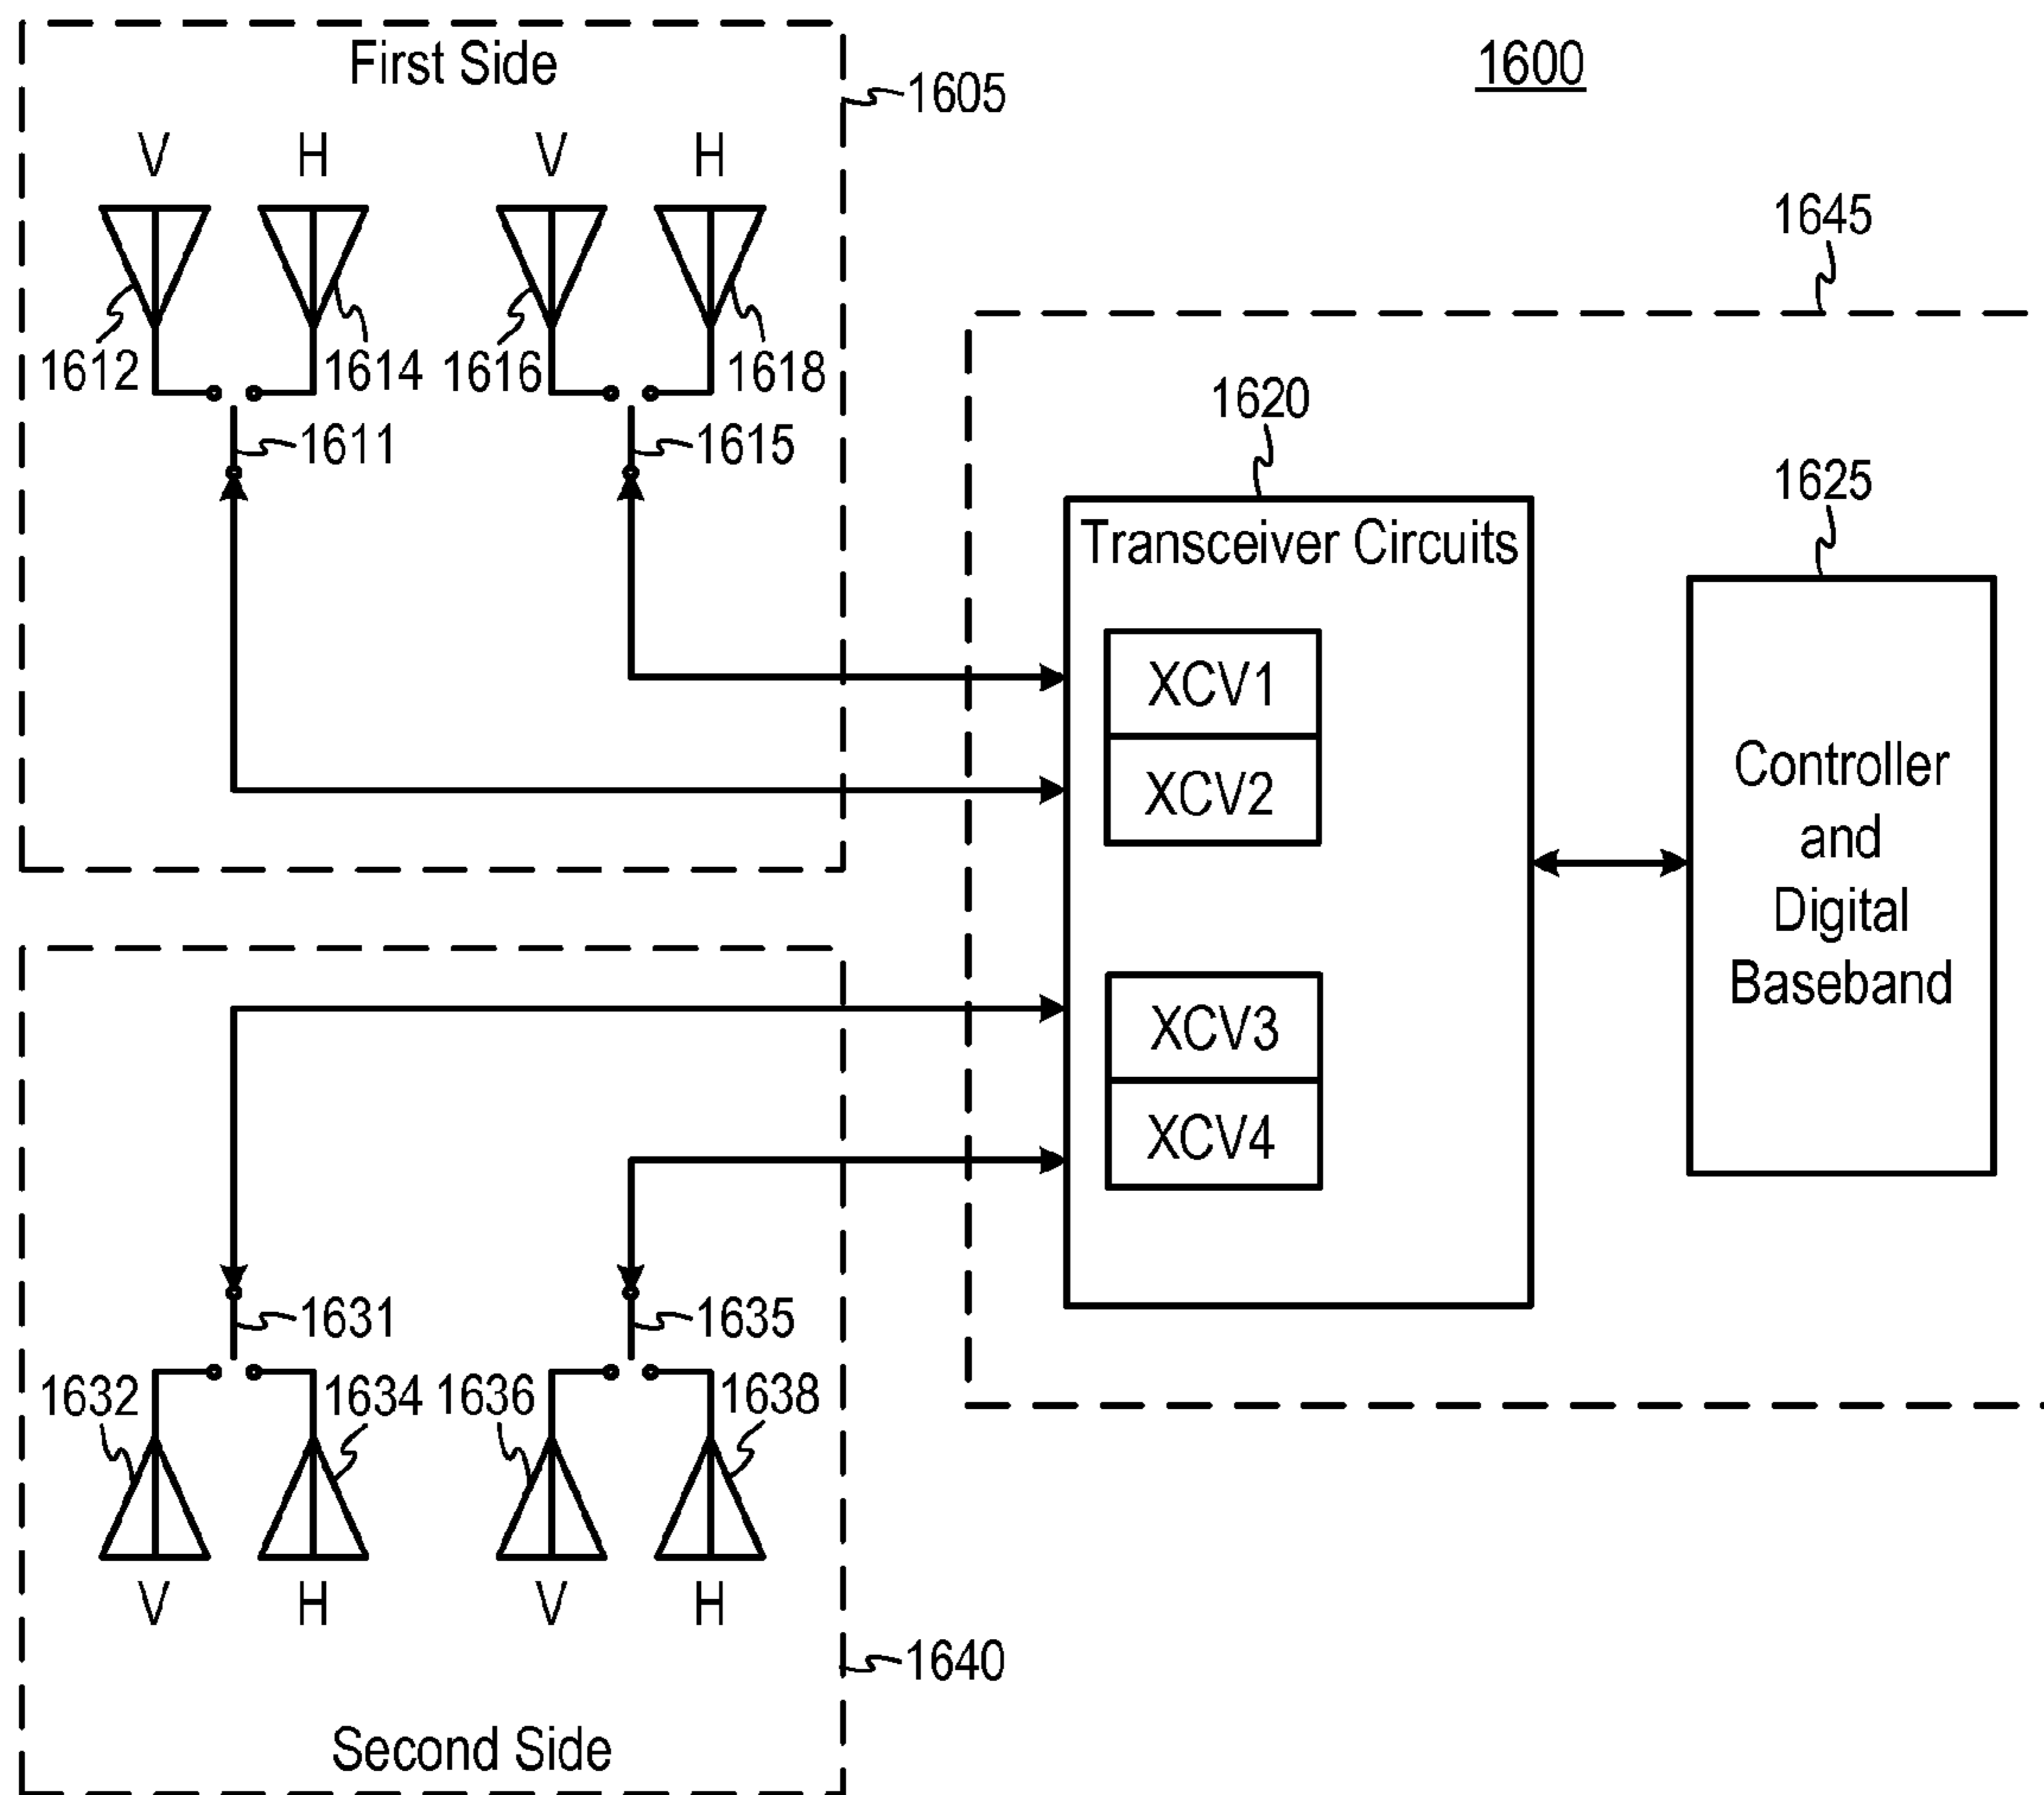 First Side
1600
1605
V H V H
1645
1612 1614 1616 1618
1620
1611 1615
1625
Transceiver Circuits
XCV1
XCV2
Controller
and
Digital
Baseband
XCV3
XCV4
1631 1635
1632 1634 1636 1638
V H V H
1640
Second Side